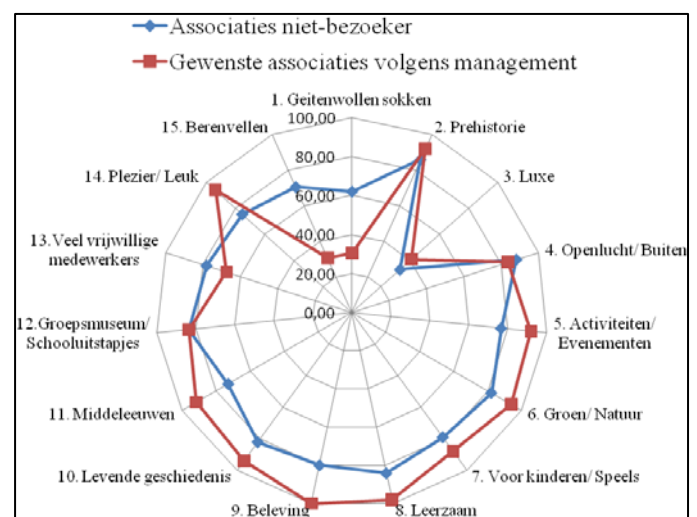 Associaties niet-bezoeker
Gewenste associaties volgens management
1. Geitenwollen sokken
100,00
80,00
60,00
40,00
20,00
0,00
2. Prehistorie
3. Luxe
4. Openlucht/ Buiten
5. Activiteiten/
Evenementen
6. Groen/ Natuur
7. Voor kinderen/ Speels
8. Leerzaam
9. Beleving
10. Levende geschiedenis
11. Middeleeuwen
12.Groepsmuseum/
Schooluitstapjes
13.Veel vrijwillige
medewerkers
14. Plezier/ Leuk
15. Berenvellen